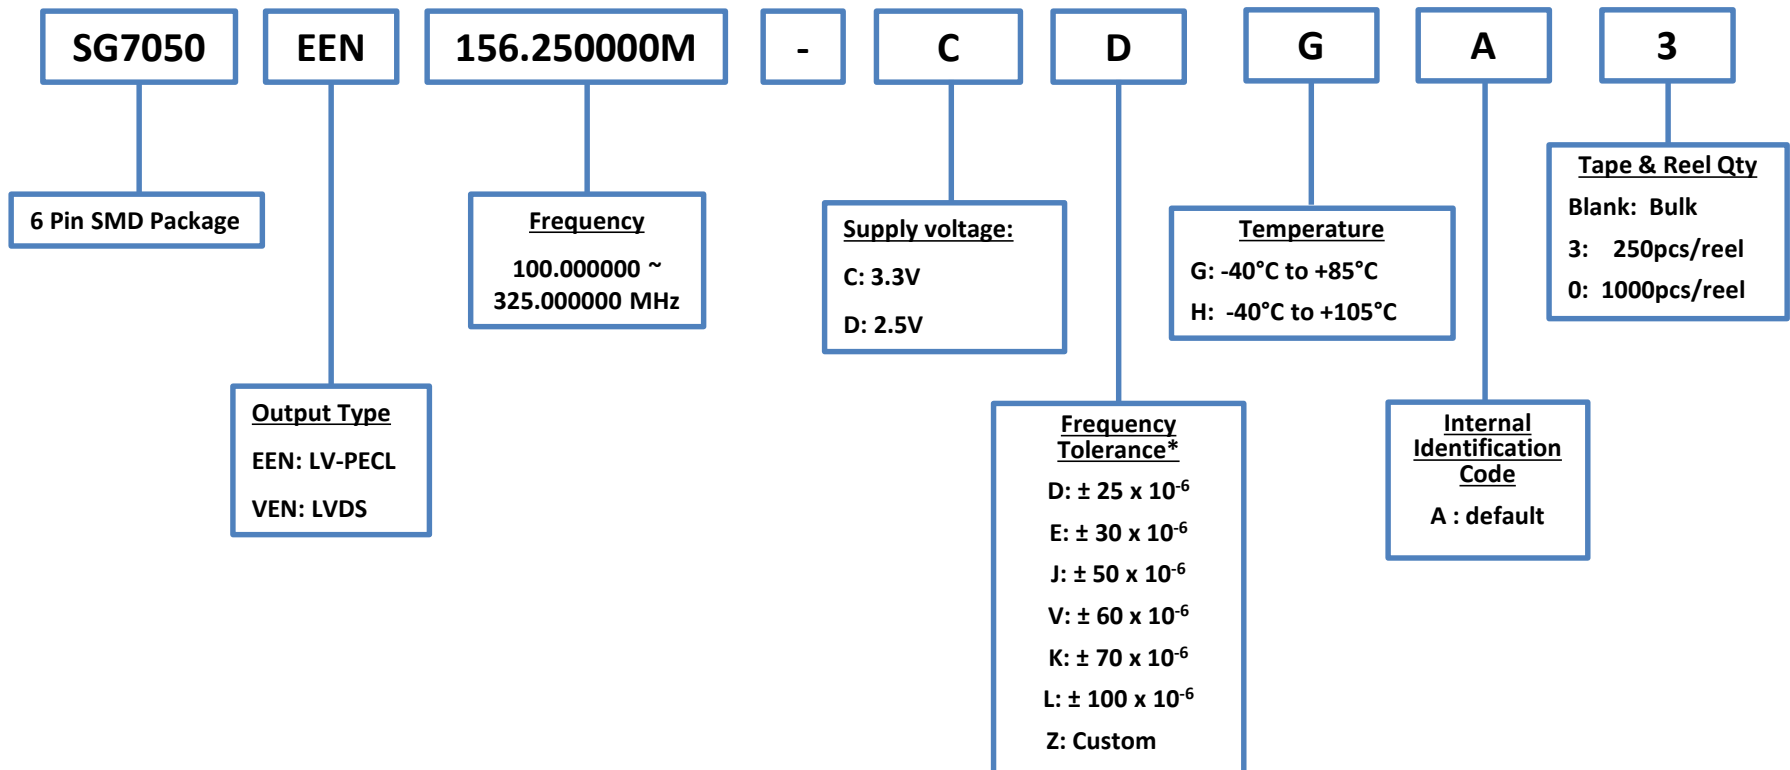 SG7050
EEN
156.250000M
-
C
D
G
A
3
6 Pin SMD Package
Output Type
EEN: LV-PECL
VEN: LVDS
Frequency
100.000000 ~
325.000000 MHz
Supply voltage:
C: 3.3V
D: 2.5V
Frequency
Tolerance*
D: ± 25 x 10⁻⁶
E: ± 30 x 10⁻⁶
J: ± 50 x 10⁻⁶
V: ± 60 x 10⁻⁶
K: ± 70 x 10⁻⁶
L: ± 100 x 10⁻⁶
Z: Custom
Temperature
G: -40°C to +85°C
H: -40°C to +105°C
Internal
Identification
Code
A : default
Tape & Reel Qty
Blank: Bulk
3: 250pcs/reel
0: 1000pcs/reel